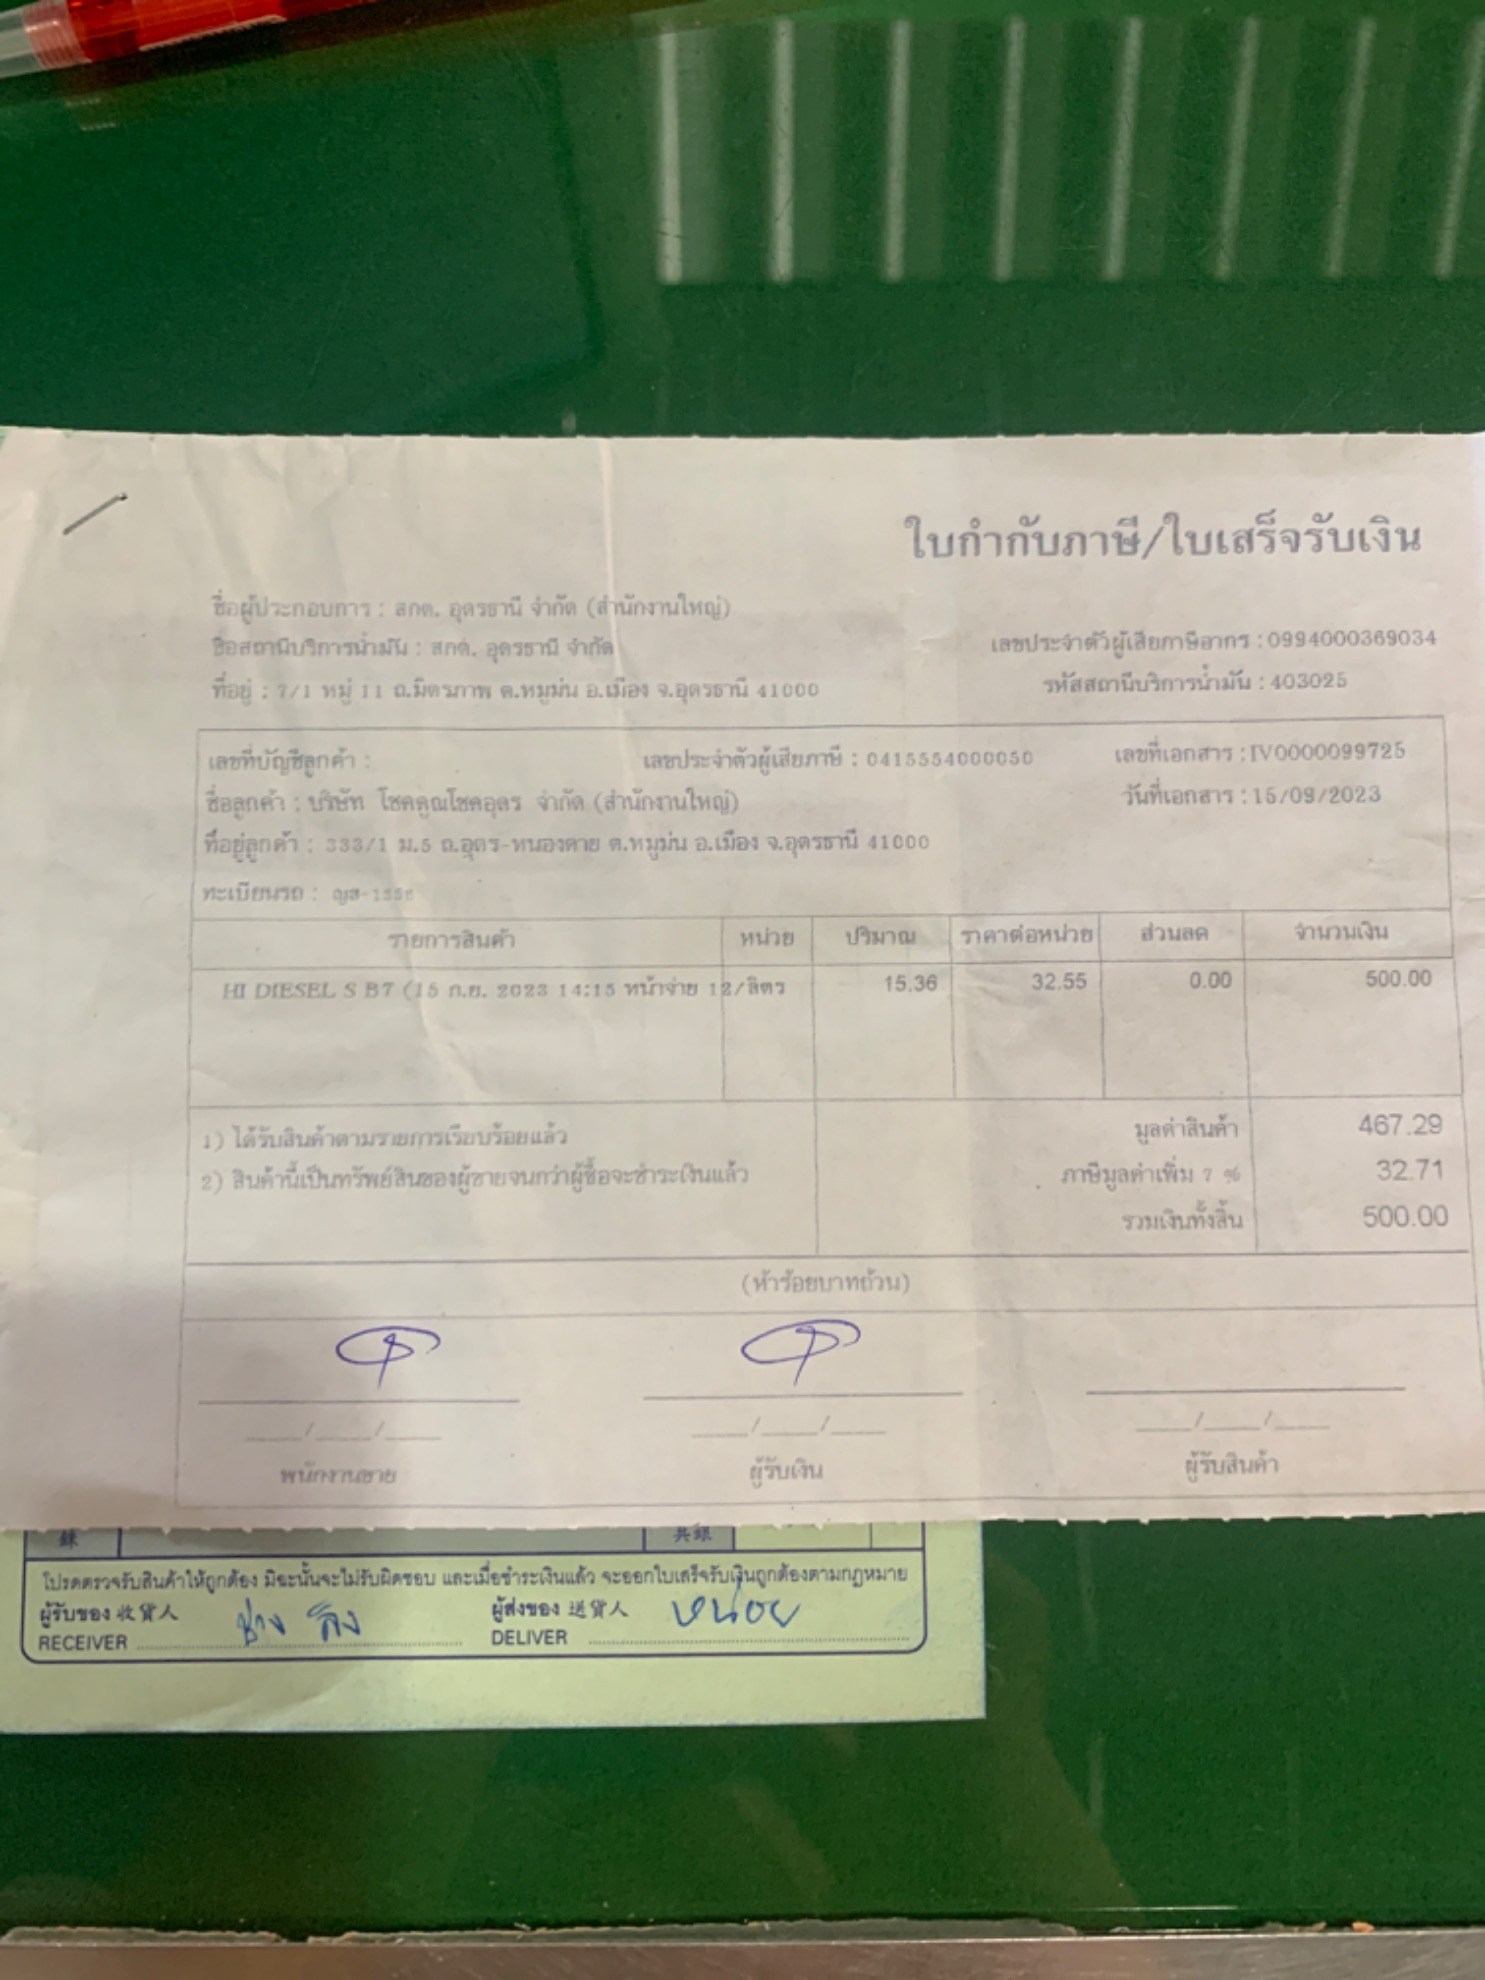 ใบกำกับภาษี/ใบเสร็จรับเงิน
ชื่อผู้ประกอบการ : สกต. อุดรธานี จำกัด (สำนักงานใหญ่)
ชื่อสถานีบริการน้ำมัน : สกต. อุดรธานี จำกัด
เลขประจำตัวผู้เสียภาษีอากร : 0994000369034
ที่อยู่ : 7/1 หมู่ 11 ถ.มิตรภาพ ต.หมูม่น อ.เมือง จ.อุดรธานี 41000
รหัสสถานีบริการน้ำมัน : 403025
เลขที่บัญชีลูกค้า : เลขประจำตัวผู้เสียภาษี : 0415554000050 เลขที่เอกสาร : IV0000099725
ชื่อลูกค้า : บริษัท โชคคูณโชคอุดร จำกัด (สำนักงานใหญ่) วันที่เอกสาร : 15/09/2023
ที่อยู่ลูกค้า : 333/1 ม.5 ถ.อุดร-หนองคาย ต.หมูม่น อ.เมือง จ.อุดรธานี 41000
ทะเบียนรถ :
รายการสินค้า หน่วย ปริมาณ ราคาต่อหน่วย ส่วนลด จำนวนเงิน
HI DIESEL S B7 (15 ก.ย. 2023 14:15 หน้าจ่าย 12/ลิตร 15.36 32.55 0.00 500.00
1) ได้รับสินค้าตามรายการเรียบร้อยแล้ว
2) สินค้านี้เป็นทรัพย์สินของผู้ขายจนกว่าผู้ซื้อจะชำระเงินแล้ว
มูลค่าสินค้า 467.29
ภาษีมูลค่าเพิ่ม 7 % 32.71
รวมเงินทั้งสิ้น 500.00
(ห้าร้อยบาทถ้วน)
____/____/____ ____/____/____ ____/____/____
พนักงานขาย ผู้รับเงิน ผู้รับสินค้า
โปรดตรวจรับสินค้าให้ถูกต้อง มิฉะนั้นจะไม่รับผิดชอบ และเมื่อชำระเงินแล้ว จะออกใบเสร็จรับเงินถูกต้องตามกฎหมาย
ผู้รับของ 收貨人 ช่าง ผู้ส่งของ 送貨人 หน่อย
RECEIVER DELIVER